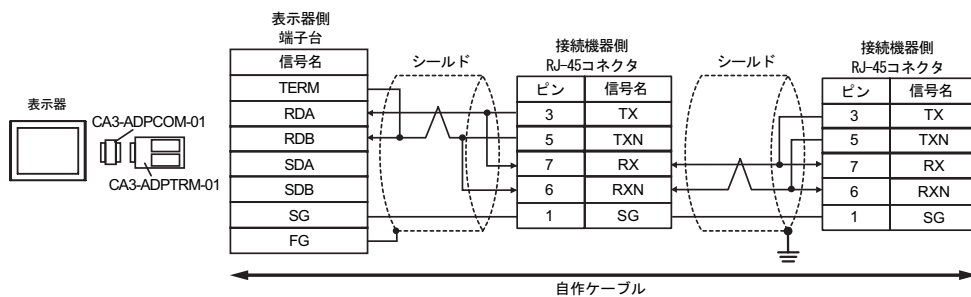 表示器
CA3-ADPCOM-01
CA3-ADPTRM-01
表示器側
端子台
信号名
TERM
RDA
RDB
SDA
SDB
SG
FG
シールド
接続機器側
RJ-45コネクタ
ピン 信号名
3 TX
5 TXN
7 RX
6 RXN
1 SG
シールド
接続機器側
RJ-45コネクタ
ピン 信号名
3 TX
5 TXN
7 RX
6 RXN
1 SG
自作ケーブル